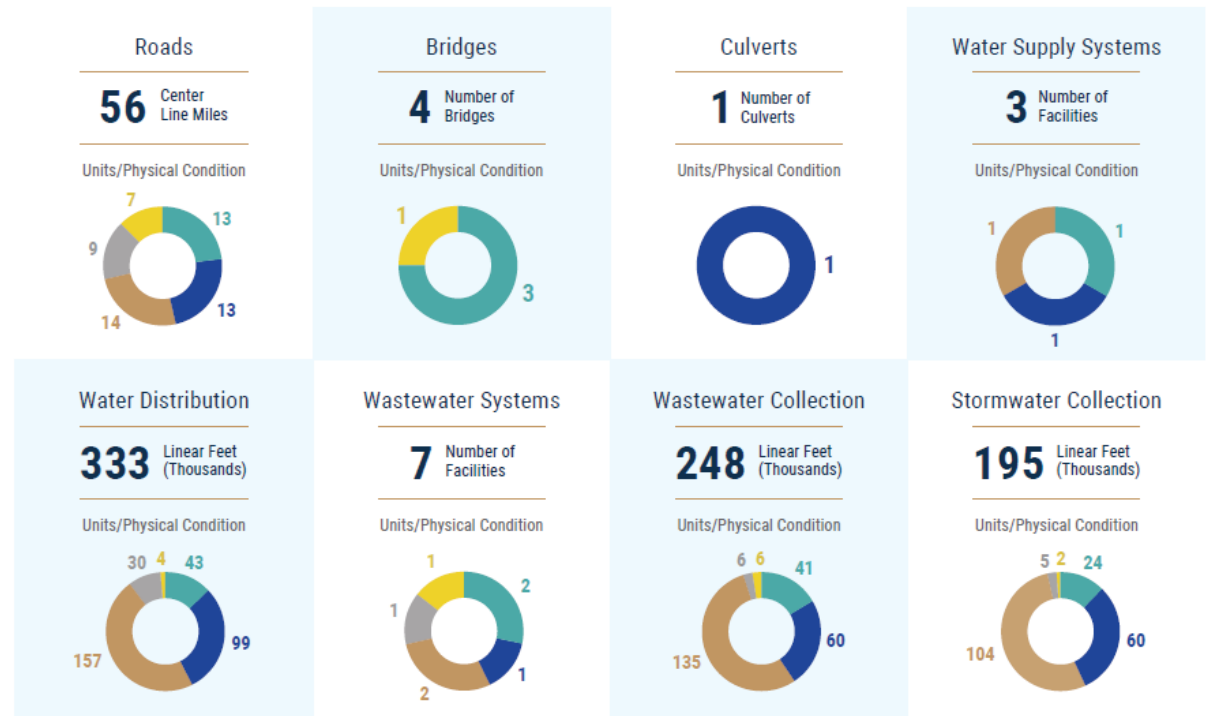 Roads
56
Center
Line Miles
Units/Physical Condition
7
13
9
14
13
Bridges
4
Number of
Bridges
Units/Physical Condition
1
3
Culverts
1
Number of
Culverts
Units/Physical Condition
1
Water Supply Systems
3
Number of
Facilities
Units/Physical Condition
1
1
1
Water Distribution
333
Linear Feet
(Thousands)
Units/Physical Condition
30
4
43
99
157
Wastewater Systems
7
Number of
Facilities
Units/Physical Condition
1
2
1
1
2
Wastewater Collection
248
Linear Feet
(Thousands)
Units/Physical Condition
6
6
41
60
135
Stormwater Collection
195
Linear Feet
(Thousands)
Units/Physical Condition
5
2
24
60
104